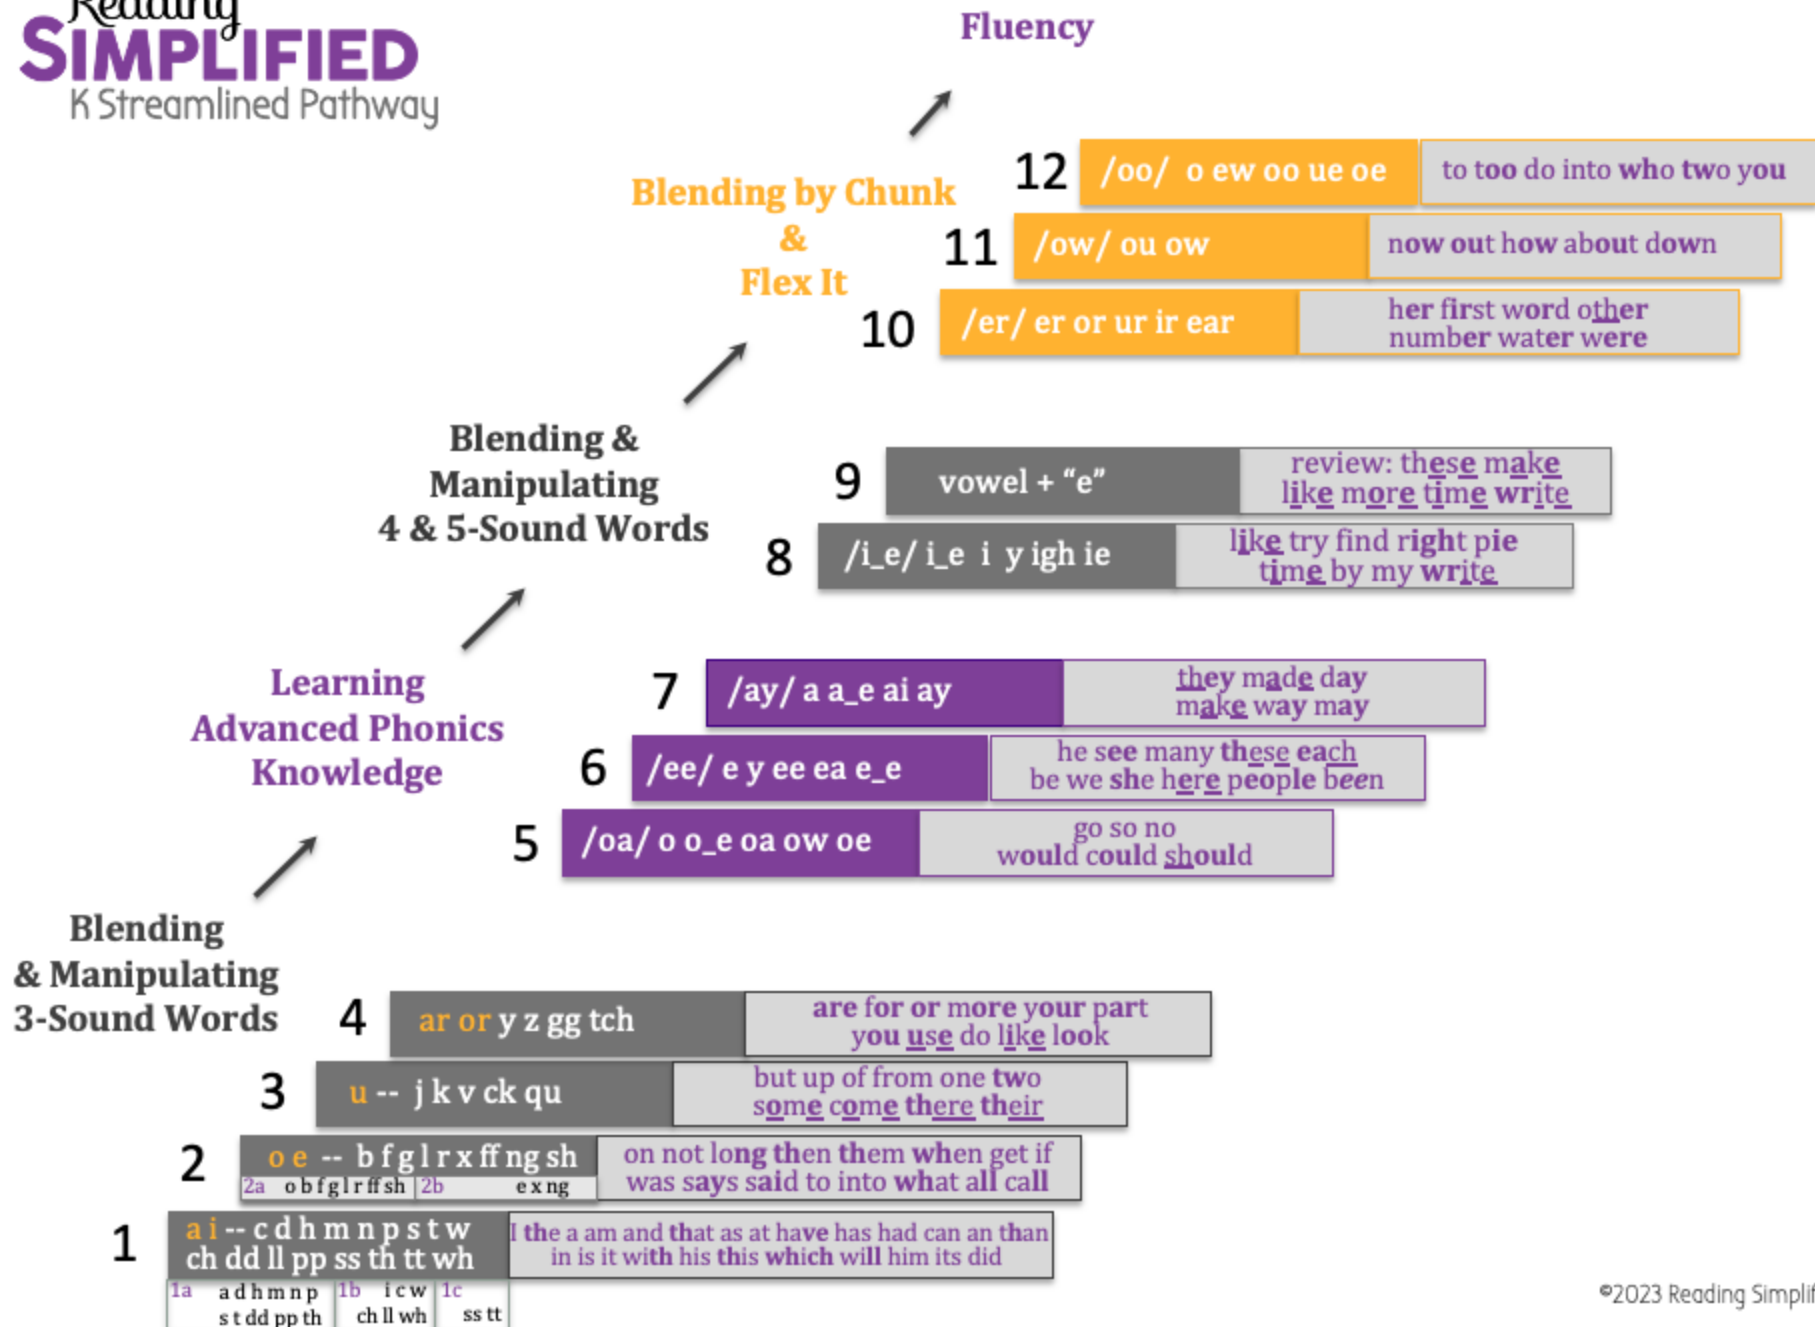 Reading
SIMPLIFIED
K Streamlined Pathway
Fluency
Blending by Chunk
&
Flex It
12 /oo/ o ew oo ue oe to too do into who two you
11 /ow/ ou ow now out how about down
10 /er/ er or ur ir ear her first word other
number water were
Blending &
Manipulating
4 & 5-Sound Words
9 vowel + “e” review: these make
like more time write
8 /i_e/ i_e i y igh ie like try find right pie
time by my write
Learning
Advanced Phonics
Knowledge
7 /ay/ a a_e ai ay they made day
make way may
6 /ee/ e y ee ea e_e he see many these each
be we she here people been
5 /oa/ o o_e oa ow oe go so no
would could should
Blending
& Manipulating
3-Sound Words
4 ar or y z gg tch are for or more your part
you use do like look
3 u -- j k v ck qu but up of from one two
some come there their
2 o e -- b f g l r x ff ng sh on not long then them when get if
was says said to into what all call
2a o b f g l r ff sh 2b e x ng
1 a i -- c d h m n p s t w
ch dd ll pp ss th tt wh
I the a am and that as at have has had can an than
in is it with his this which will him its did
1a a d h m n p
s t dd pp th
1b i c w
ch ll wh
1c
ss tt
©2023 Reading Simplif